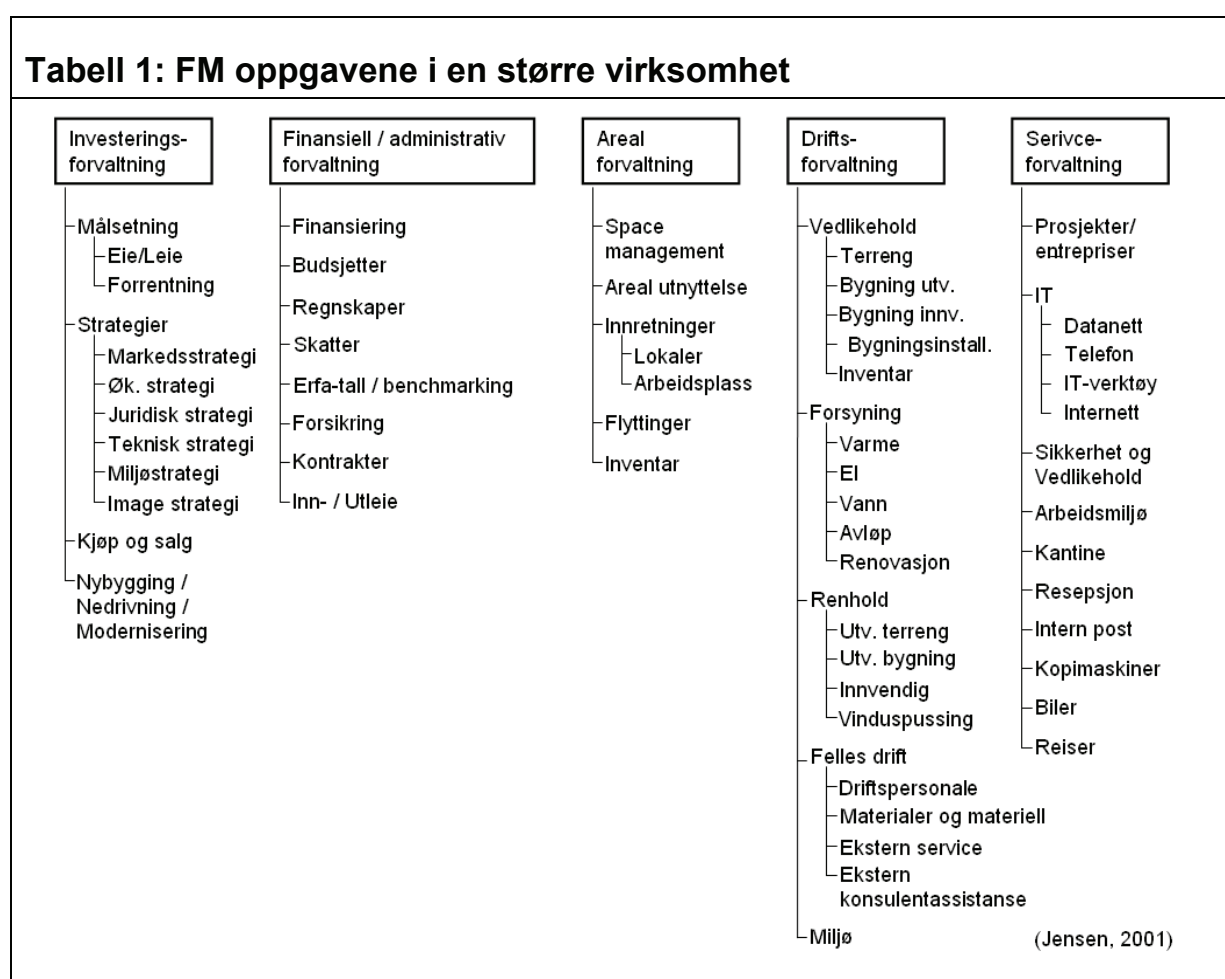 Tabell 1: FM oppgavene i en større virksomhet
Investerings-
forvaltning
Målsetning
Eie/Leie
Forrentning
Strategier
Markedsstrategi
Øk. strategi
Juridisk strategi
Teknisk strategi
Miljøstrategi
Image strategi
Kjøp og salg
Nybygging /
Nedrivning /
Modernisering
Finansiell / administrativ
forvaltning
Finansiering
Budsjetter
Regnskaper
Skatter
Erfa-tall / benchmarking
Forsikring
Kontrakter
Inn- / Utleie
Areal
forvaltning
Space
management
Areal utnyttelse
Innretninger
Lokaler
Arbeidsplass
Flyttinger
Inventar
Drifts-
forvaltning
Vedlikehold
Terreng
Bygning utv.
Bygning innv.
Bygningsinstall.
Inventar
Forsyning
Varme
El
Vann
Avløp
Renovasjon
Renhold
Utv. terreng
Utv. bygning
Innvendig
Vinduspussing
Felles drift
Driftspersonale
Materialer og materiell
Ekstern service
Ekstern
konsulentassistanse
Miljø
Serivce-
forvaltning
Prosjekter/
entrepriser
IT
Datanett
Telefon
IT-verktøy
Internett
Sikkerhet og
Vedlikehold
Arbeidsmiljø
Kantine
Resepsjon
Intern post
Kopimaskiner
Biler
Reiser
(Jensen, 2001)